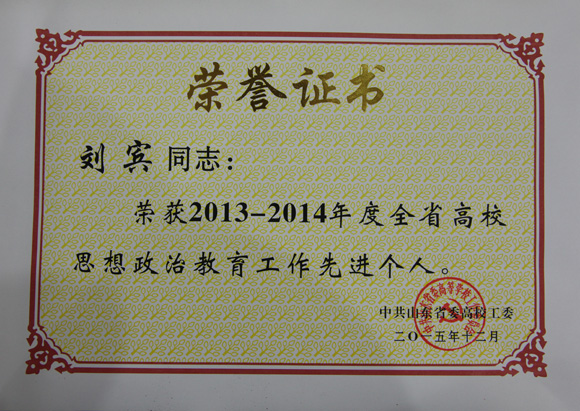 荣誉证书
刘宾 同志：
荣获2013-2014年度全省高校
思想政治教育工作先进个人。
中共山东省委高校工委
二〇一五年十二月